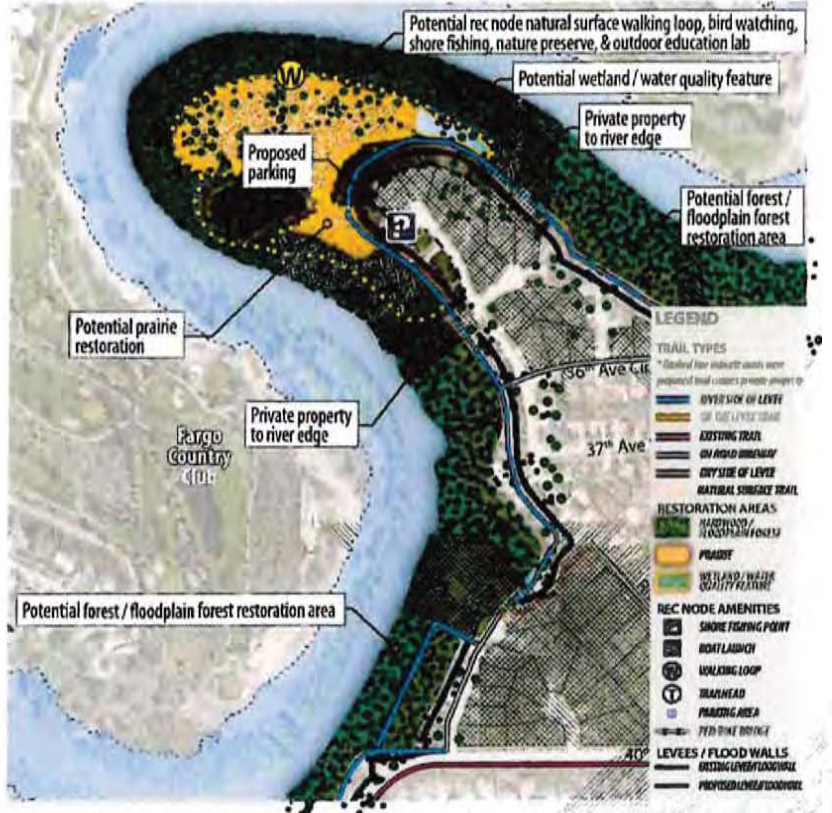 Potential rec node natural surface walking loop, bird watching,
shore fishing, nature preserve, & outdoor education lab
Potential wetland / water quality feature
Private property
to river edge
W
Proposed
parking
Potential forest /
floodplain forest
restoration area
Potential prairie
restoration
Private property
to river edge
Fargo
Country
Club
36th Ave Cir
37th Ave
Potential forest / floodplain forest restoration area
40
LEGEND
TRAIL TYPES
RIVER SIDE OF LEVEE
EXISTING TRAIL
ON ROAD BIKEWAY
DRY SIDE OF LEVEE
NATURAL SURFACE TRAIL
RESTORATION AREAS
HARDWOOD /
FLOODPLAIN FOREST
PRAIRIE
WETLAND / WATER
QUALITY FEATURE
REC NODE AMENITIES
SHORE FISHING POINT
BOAT LAUNCH
W WALKING LOOP
T TRAILHEAD
PARKING AREA
PED/BIKE BRIDGE
LEVEES / FLOOD WALLS
EXISTING LEVEE/FLOODWALL
PROPOSED LEVEE/FLOODWALL